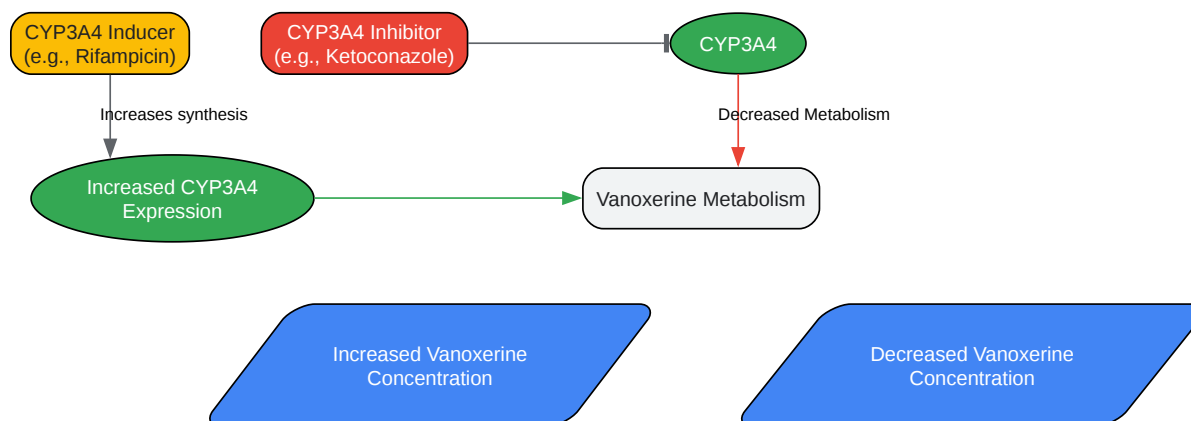 CYP3A4 Inducer
(e.g., Rifampicin)
CYP3A4 Inhibitor
(e.g., Ketoconazole)
CYP3A4
Increases synthesis
Decreased Metabolism
Increased CYP3A4
Expression
Vanoxerine Metabolism
Increased Vanoxerine
Concentration
Decreased Vanoxerine
Concentration